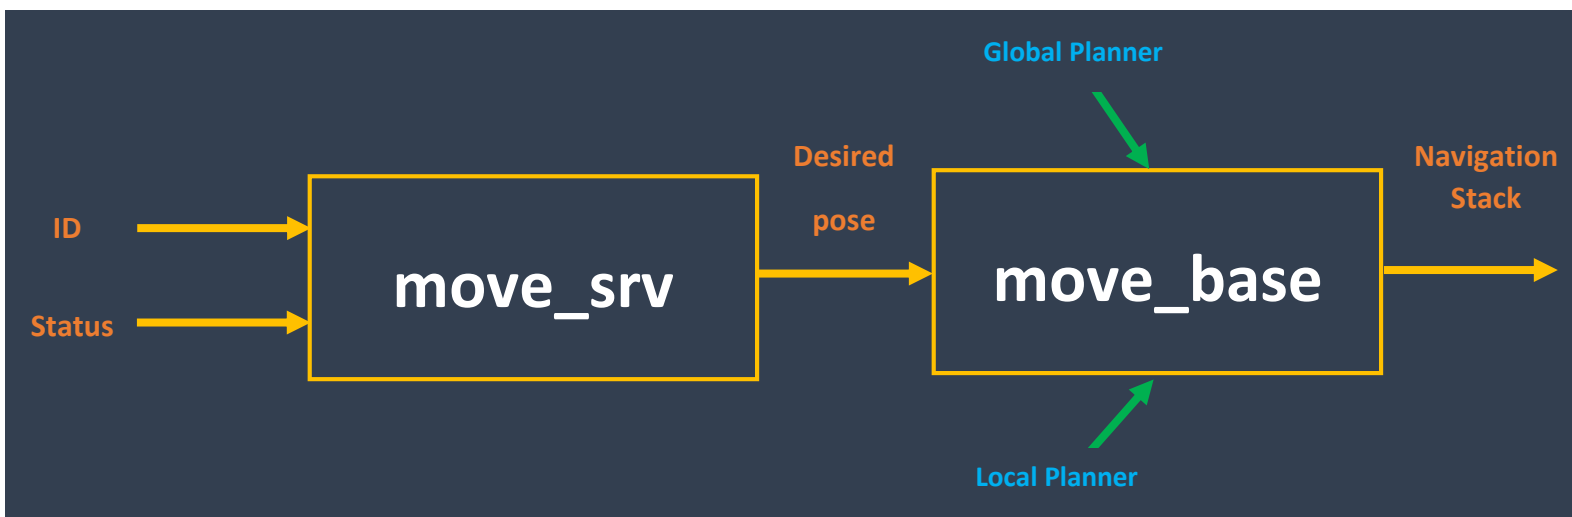 Global Planner
Desired
pose
Navigation
Stack
ID
Status
move_srv
move_base
Local Planner